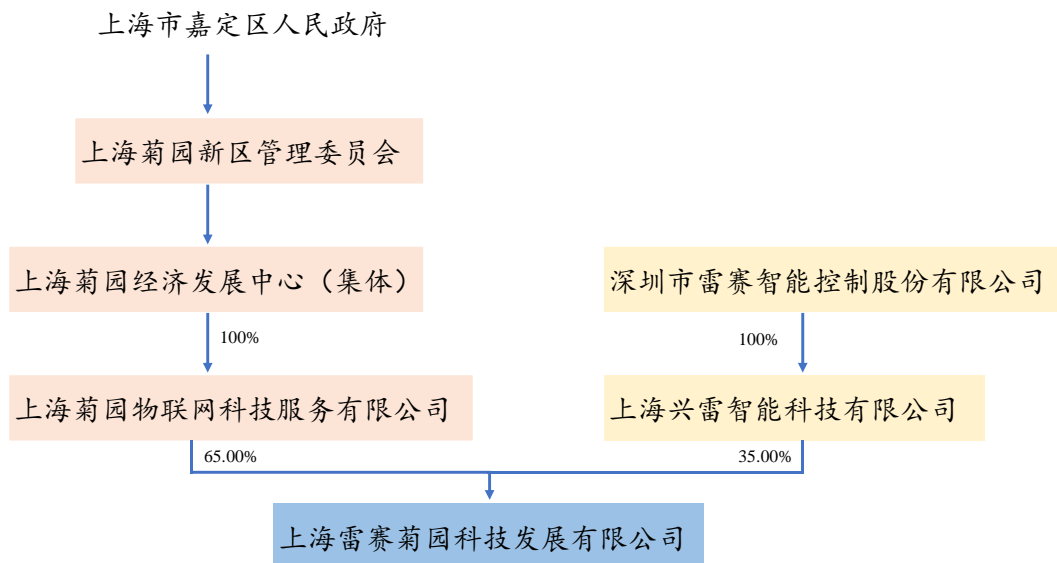 上海市嘉定区人民政府
上海菊园新区管理委员会
上海菊园经济发展中心（集体）
深圳市雷赛智能控制股份有限公司
100%
100%
上海菊园物联网科技服务有限公司
上海兴雷智能科技有限公司
65.00%
35.00%
上海雷赛菊园科技发展有限公司